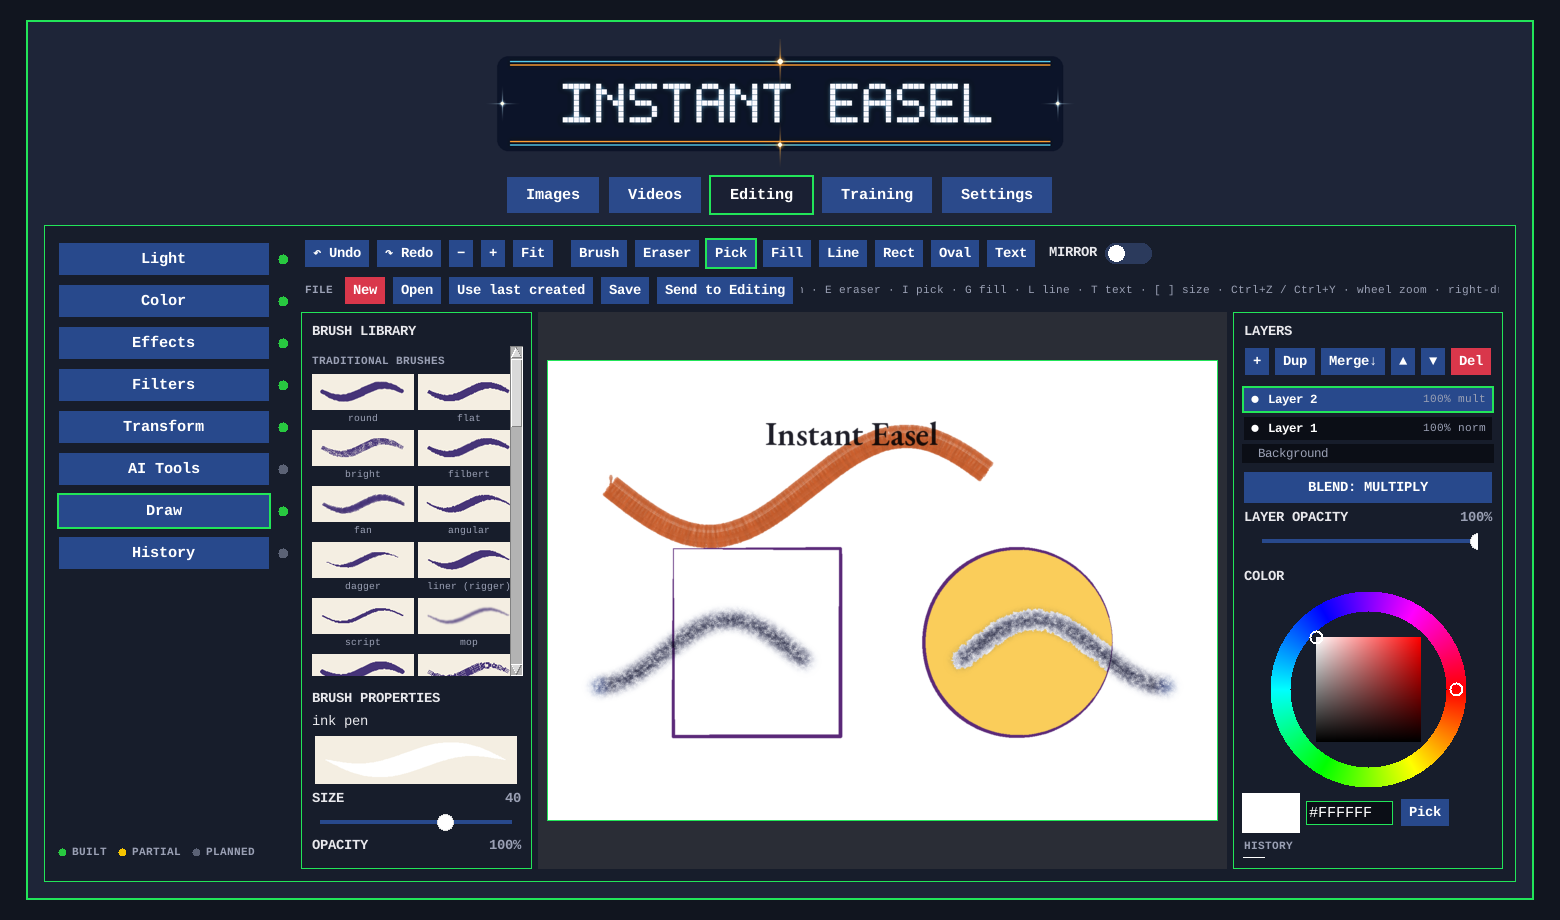 INSTANT EASEL
Images Videos Editing Training Settings
Light
Color
Effects
Filters
Transform
AI Tools
Draw
History
BUILT PARTIAL PLANNED
↶ Undo ↷ Redo − + Fit Brush Eraser Pick Fill Line Rect Oval Text MIRROR
FILE New Open Use last created Save Send to Editing · E eraser · I pick · G fill · L line · T text · [ ] size · Ctrl+Z / Ctrl+Y · wheel zoom ·
BRUSH LIBRARY
TRADITIONAL BRUSHES
round flat
bright filbert
fan angular
dagger liner (rigger)
script mop
BRUSH PROPERTIES
ink pen
SIZE 40
OPACITY 100%
Instant Easel
LAYERS
+ Dup Merge↓ ▲ ▼ Del
Layer 2 100% mult
Layer 1 100% norm
Background
BLEND: MULTIPLY
LAYER OPACITY 100%
COLOR
#FFFFFF Pick
HISTORY